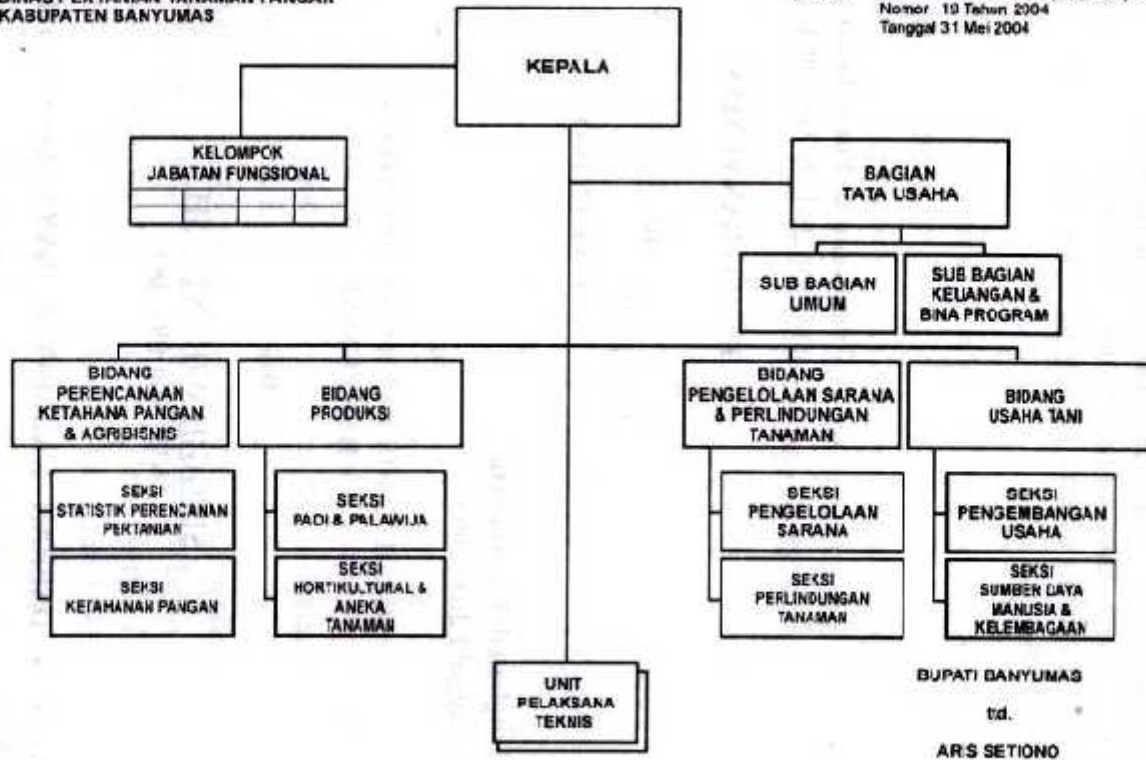 KABUPATEN BANYUMAS
Nomor 19 Tahun 2004
Tanggal 31 Mei 2004
KEPALA
KELOMPOK
JABATAN FUNGSIONAL
BAGIAN
TATA USAHA
SUB BAGIAN
UMUM
SUB BAGIAN
KEUANGAN &
BINA PROGRAM
BIDANG
PERENCANAAN
KETAHANA PANGAN
& AGRIBISNIS
BIDANG
PRODUKSI
BIDANG
PENGELOLAAN SARANA
& PERLINDUNGAN
TANAMAN
BIDANG
USAHA TANI
SEKSI
STATISTIK PERENCANAN
PERTANIAN
SEKSI
PADI & PALAWIJA
SEKSI
PENGELOLAAN
SARANA
SEKSI
PENGEMBANGAN
USAHA
SEKSI
KETAHANAN PANGAN
SEKSI
HORTIKULTURAL &
ANEKA
TANAMAN
SEKSI
PERLINDUNGAN
TANAMAN
SEKSI
SUMBER DAYA
MANUSIA &
KELEMBAGAAN
UNIT
PELAKSANA
TEKNIS
BUPATI BANYUMAS
ttd.
ARIS SETIONO